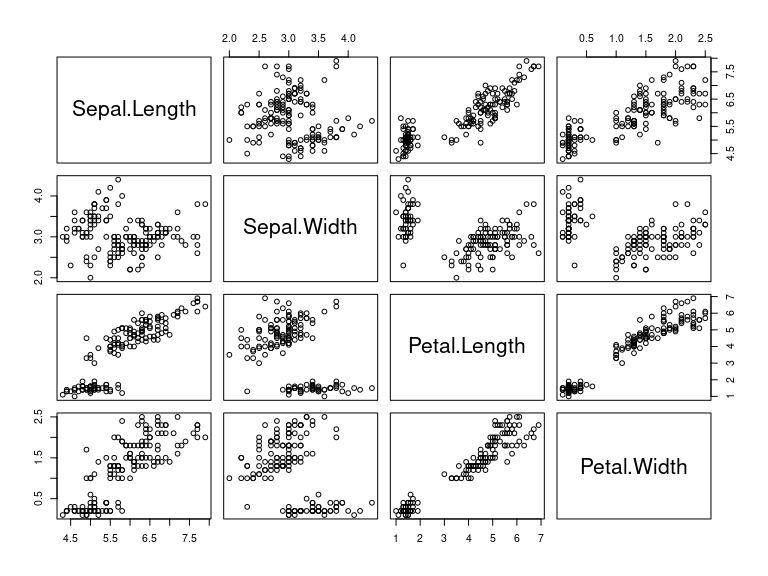 2.0 2.5 3.0 3.5 4.0
0.5 1.0 1.5 2.0 2.5
Sepal.Length
4.5 5.5 6.5 7.5
2.0 3.0 4.0
Sepal.Width
Petal.Length
1 2 3 4 5 6 7
0.5 1.5 2.5
Petal.Width
4.5 5.5 6.5 7.5
1 2 3 4 5 6 7